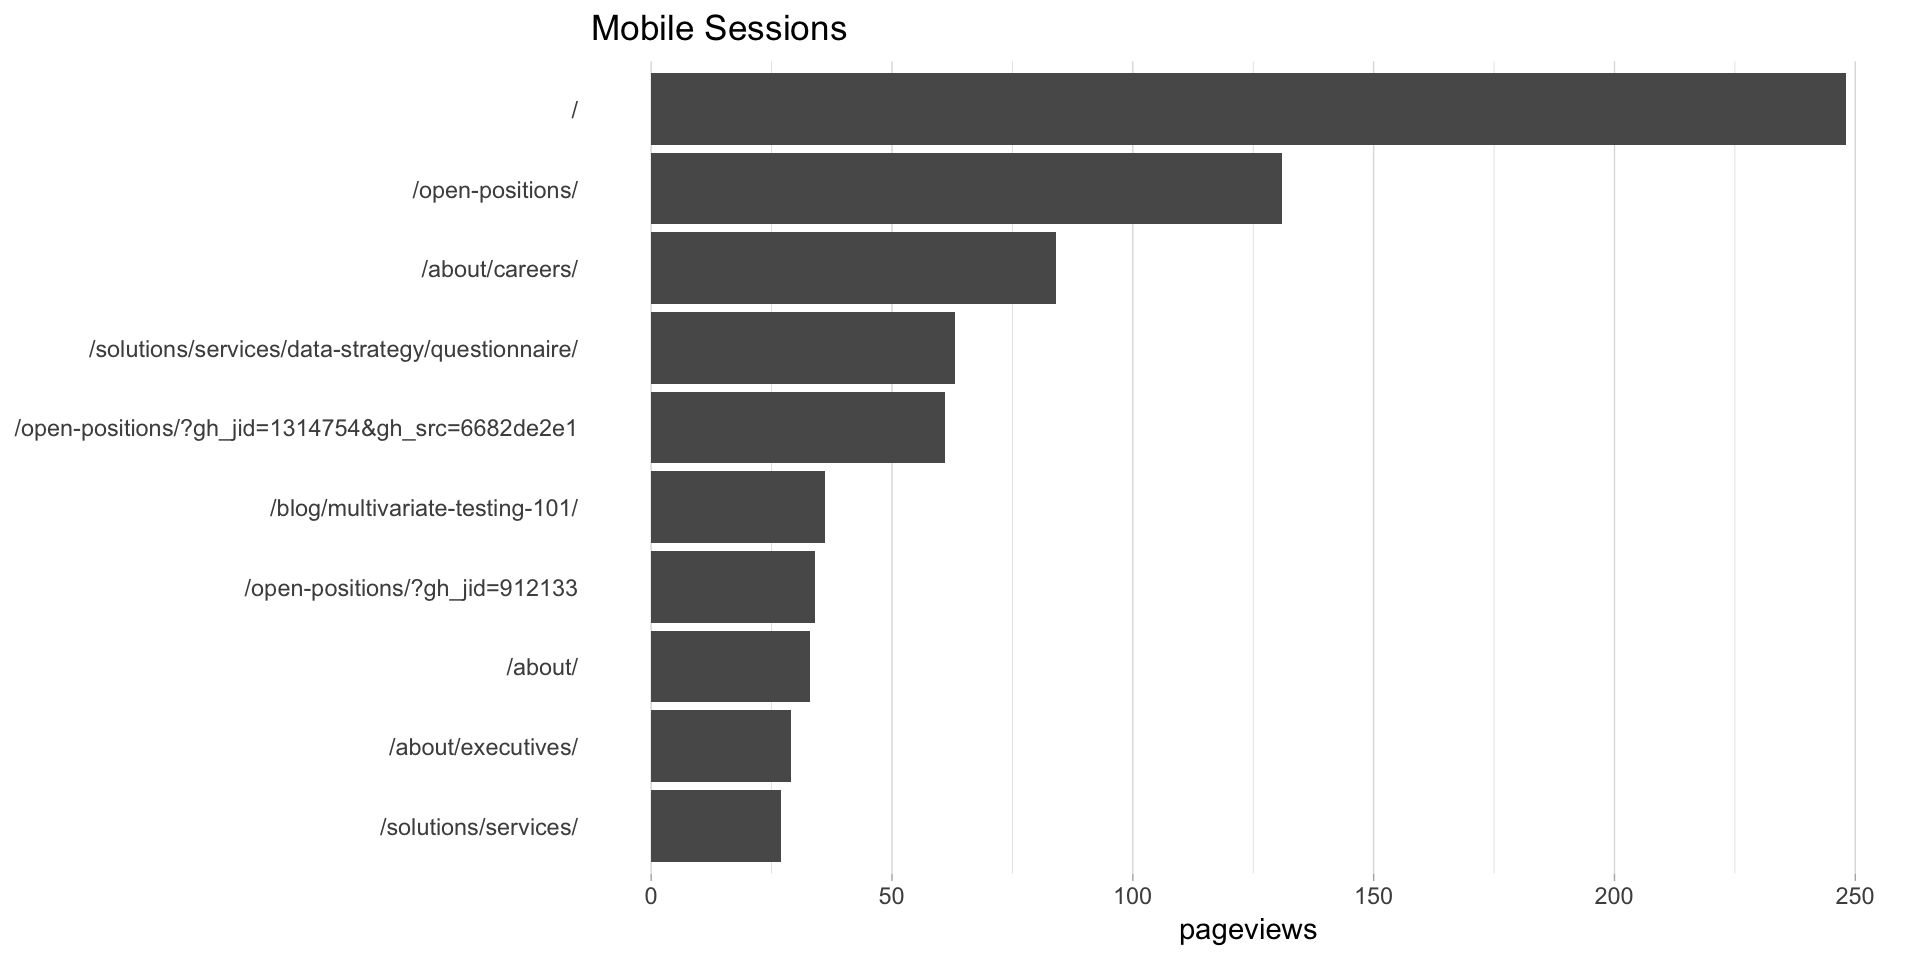 Mobile Sessions
/
/open-positions/
/about/careers/
/solutions/services/data-strategy/questionnaire/
/open-positions/?gh_jid=1314754&gh_src=6682de2e1
/blog/multivariate-testing-101/
/open-positions/?gh_jid=912133
/about/
/about/executives/
/solutions/services/
0 50 100 150 200 250
pageviews